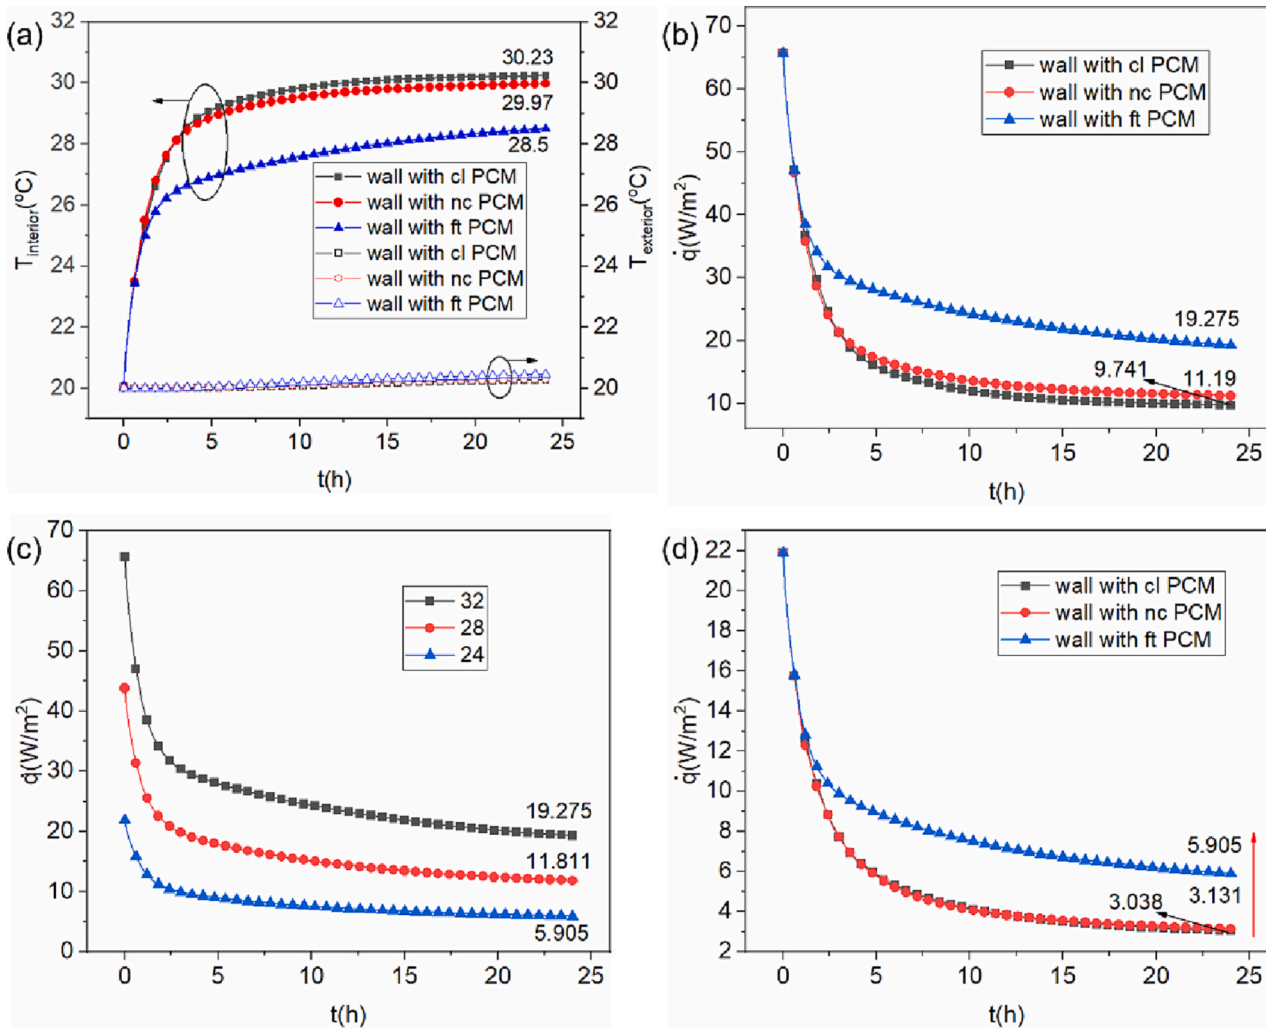 (a)
32
30
28
26
24
22
20
T_interior(°C)
30.23
29.97
28.5
wall with cl PCM
wall with nc PCM
wall with ft PCM
wall with cl PCM
wall with nc PCM
wall with ft PCM
32
30
28
26
24
22
20
T_exterior(°C)
0 5 10 15 20 25
t(h)
(b)
70
60
50
40
30
20
10
q̇(W/m²)
wall with cl PCM
wall with nc PCM
wall with ft PCM
19.275
9.741
11.19
0 5 10 15 20 25
t(h)
(c)
70
60
50
40
30
20
10
0
q̇(W/m²)
32
28
24
19.275
11.811
5.905
0 5 10 15 20 25
t(h)
(d)
22
20
18
16
14
12
10
8
6
4
2
q̇(W/m²)
wall with cl PCM
wall with nc PCM
wall with ft PCM
5.905
3.038
3.131
0 5 10 15 20 25
t(h)